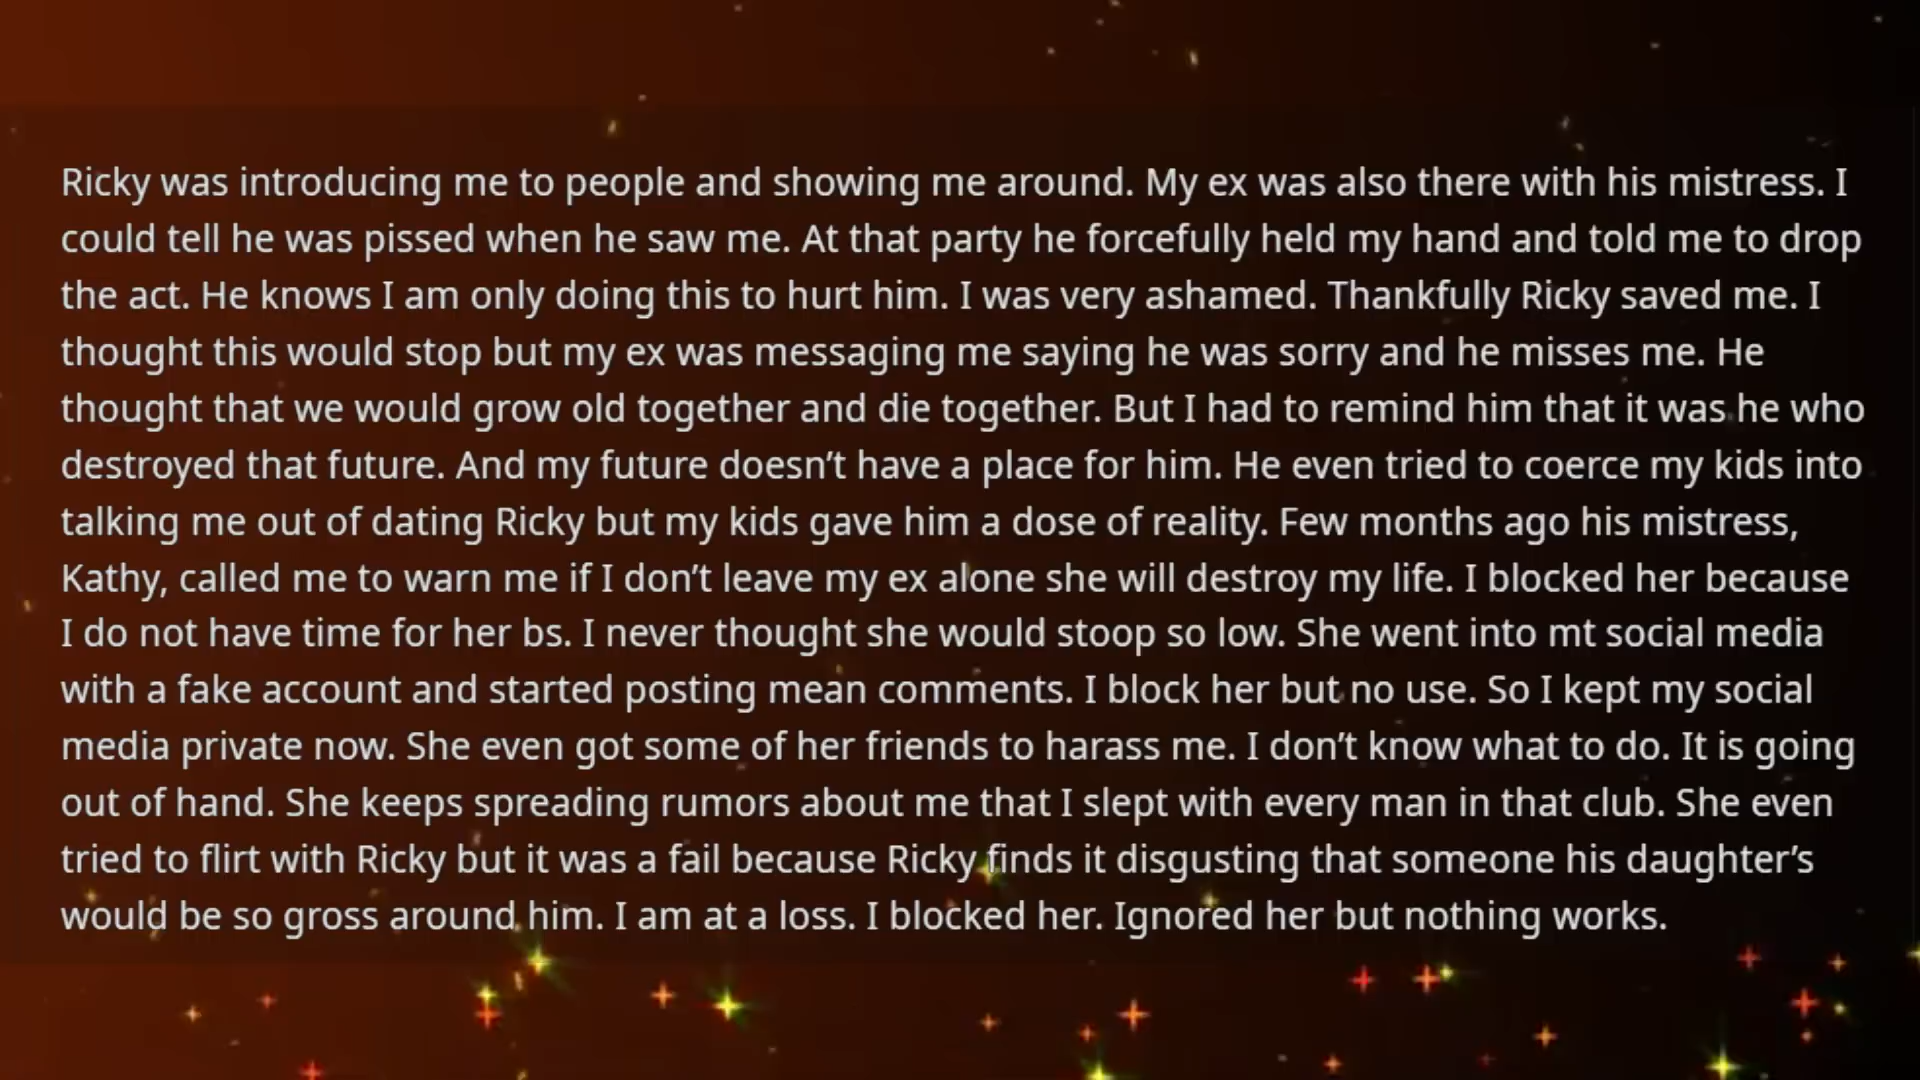 Ricky was introducing me to people and showing me around. My ex was also there with his mistress. I
could tell he was pissed when he saw me. At that party he forcefully held my hand and told me to drop
the act. He knows I am only doing this to hurt him. I was very ashamed. Thankfully Ricky saved me. I
thought this would stop but my ex was messaging me saying he was sorry and he misses me. He
thought that we would grow old together and die together. But I had to remind him that it was he who
destroyed that future. And my future doesn’t have a place for him. He even tried to coerce my kids into
talking me out of dating Ricky but my kids gave him a dose of reality. Few months ago his mistress,
Kathy, called me to warn me if I don’t leave my ex alone she will destroy my life. I blocked her because
I do not have time for her bs. I never thought she would stoop so low. She went into mt social media
with a fake account and started posting mean comments. I block her but no use. So I kept my social
media private now. She even got some of her friends to harass me. I don’t know what to do. It is going
out of hand. She keeps spreading rumors about me that I slept with every man in that club. She even
tried to flirt with Ricky but it was a fail because Ricky finds it disgusting that someone his daughter’s
would be so gross around him. I am at a loss. I blocked her. Ignored her but nothing works.